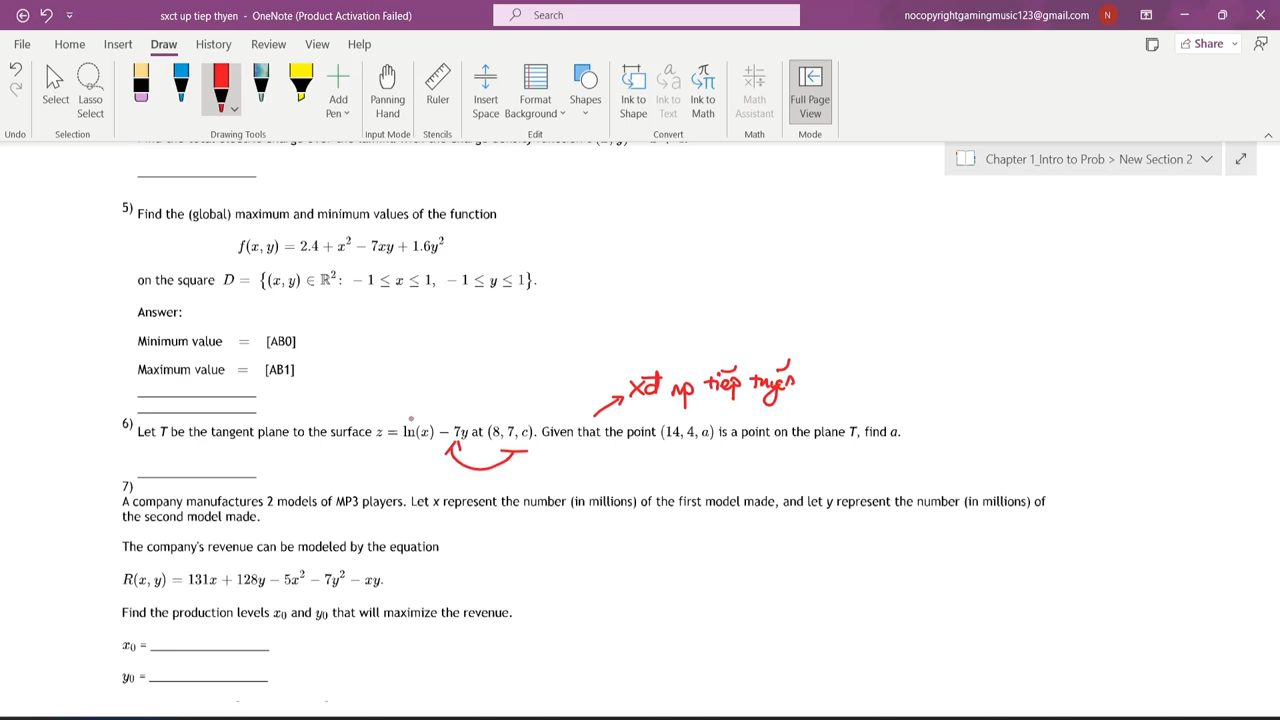 sxct up tiep thyen - OneNote (Product Activation Failed)
Search
nocopyrightgamingmusic123@gmail.com
N
File Home Insert Draw History Review View Help
Share
Select
Lasso Select
Add Pen
Panning Hand
Ruler
Insert Space
Format Background
Shapes
Ink to Shape
Ink to Text
Ink to Math
Math Assistant
Full Page View
Undo Selection Drawing Tools Input Mode Stencils Edit Convert Math Mode
Chapter 1_Intro to Prob > New Section 2
5) Find the (global) maximum and minimum values of the function
f(x, y) = 2.4 + x² − 7xy + 1.6y²
on the square D = {(x, y) ∈ ℝ²: − 1 ≤ x ≤ 1, − 1 ≤ y ≤ 1}.
Answer:
Minimum value = [AB0]
Maximum value = [AB1]
xđ mp tiếp tuyến
6) Let T be the tangent plane to the surface z = ln(x) − 7y at (8, 7, c). Given that the point (14, 4, a) is a point on the plane T, find a.
7)
A company manufactures 2 models of MP3 players. Let x represent the number (in millions) of the first model made, and let y represent the number (in millions) of
the second model made.
The company's revenue can be modeled by the equation
R(x, y) = 131x + 128y − 5x² − 7y² − xy.
Find the production levels x₀ and y₀ that will maximize the revenue.
x₀ =
y₀ =